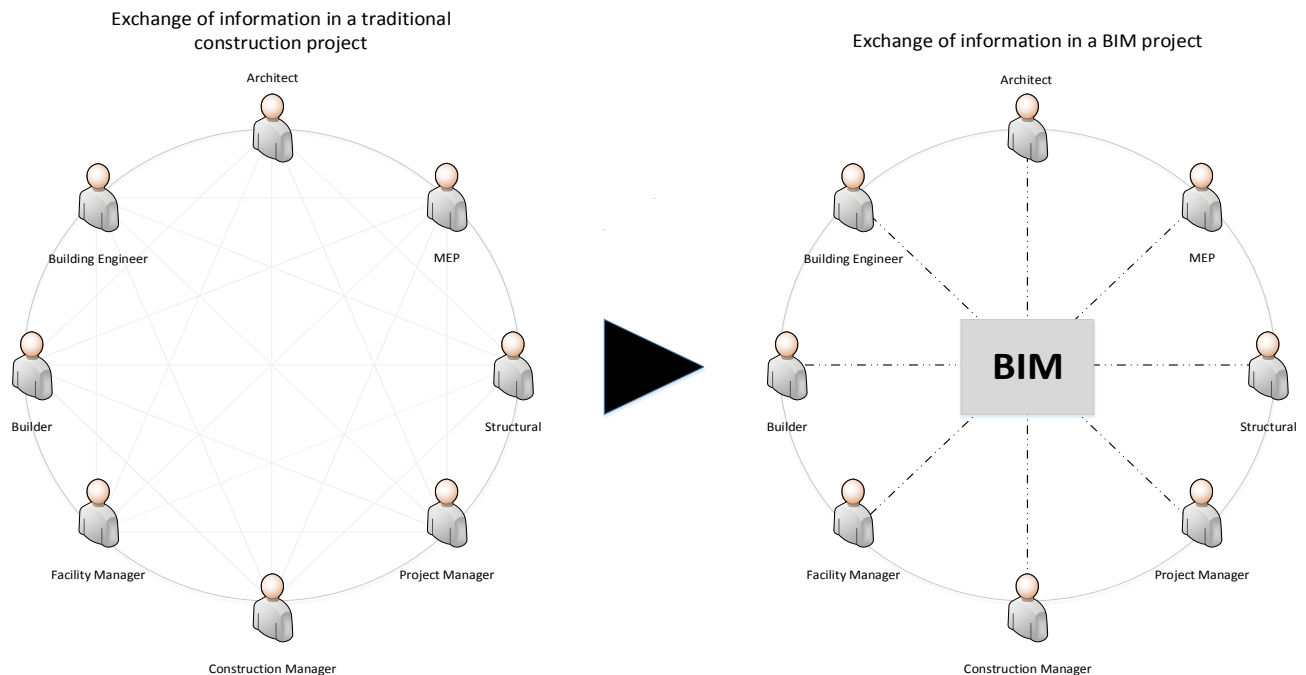 Exchange of information in a traditional
construction project
Architect
Building Engineer
MEP
Builder
Structural
Facility Manager
Project Manager
Construction Manager
Exchange of information in a BIM project
Architect
Building Engineer
MEP
BIM
Builder
Structural
Facility Manager
Project Manager
Construction Manager